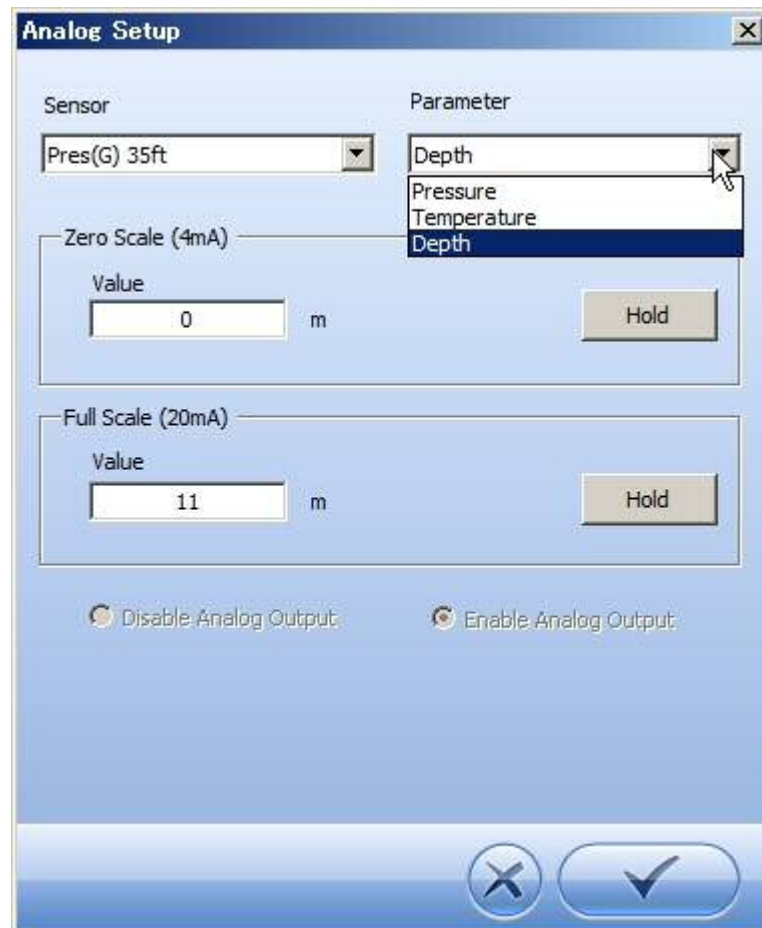 Analog Setup
Sensor
Parameter
Pres(G) 35ft
Depth
Pressure
Temperature
Depth
Zero Scale (4mA)
Value
0 m
Hold
Full Scale (20mA)
Value
11 m
Hold
Disable Analog Output
Enable Analog Output